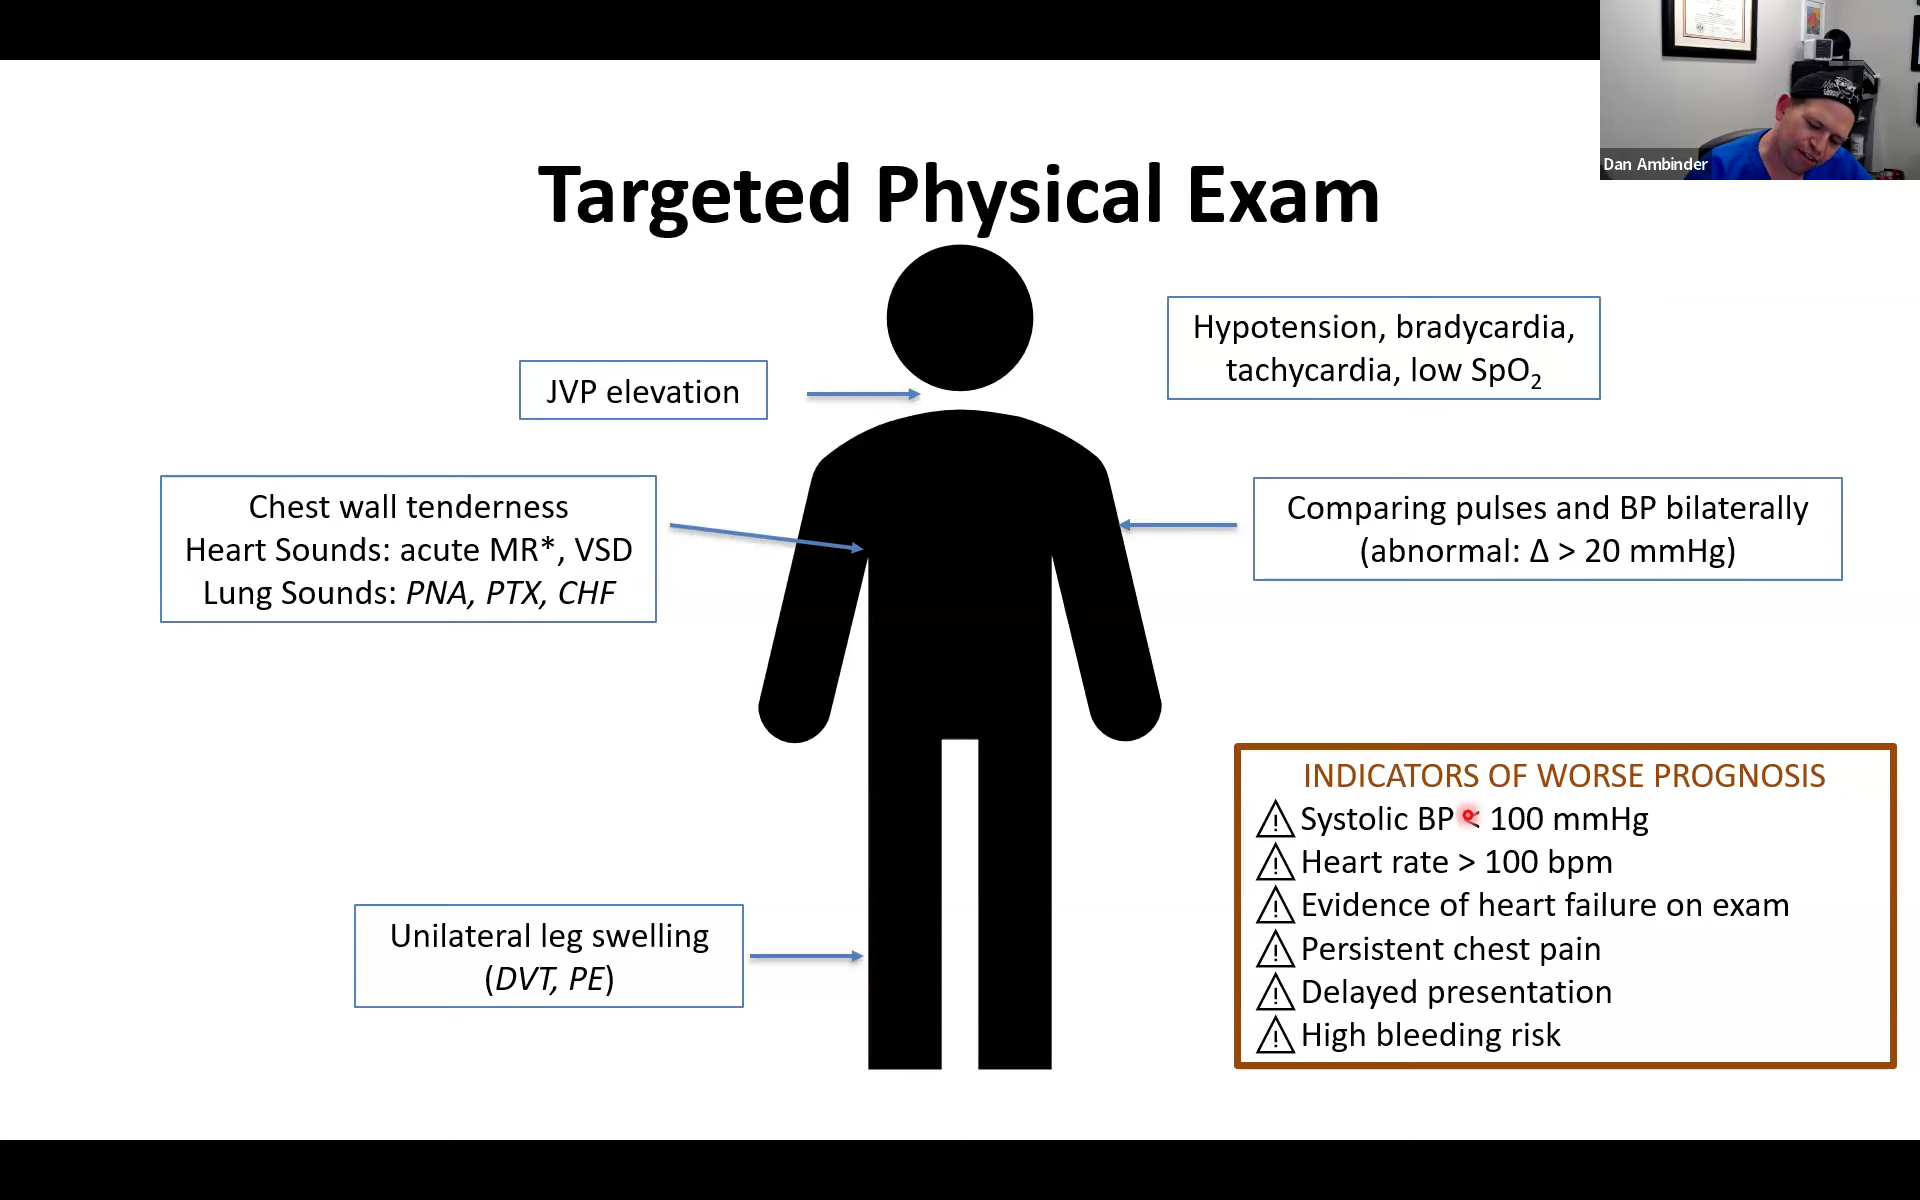 Dan Ambinder
Targeted Physical Exam
Hypotension, bradycardia,
tachycardia, low SpO₂
JVP elevation
Chest wall tenderness
Heart Sounds: acute MR*, VSD
Lung Sounds: PNA, PTX, CHF
Comparing pulses and BP bilaterally
(abnormal: Δ > 20 mmHg)
Unilateral leg swelling
(DVT, PE)
INDICATORS OF WORSE PROGNOSIS
Systolic BP < 100 mmHg
Heart rate > 100 bpm
Evidence of heart failure on exam
Persistent chest pain
Delayed presentation
High bleeding risk